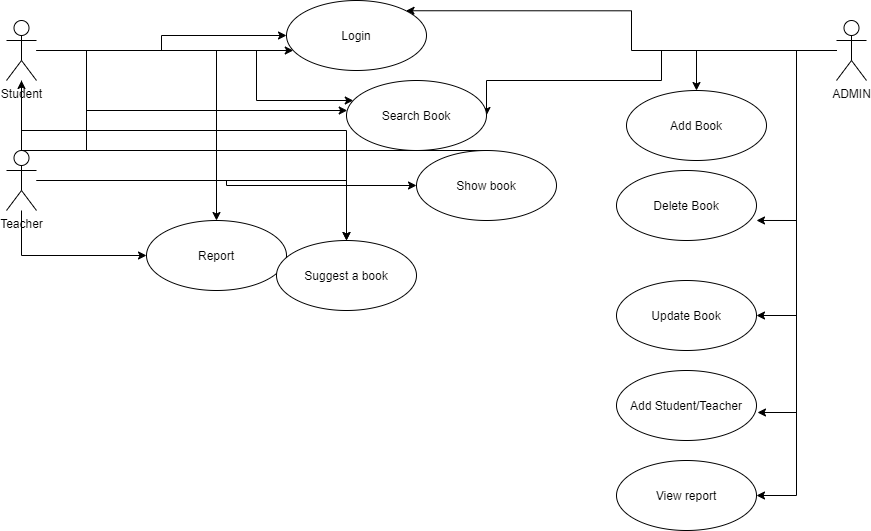 Login
Student
ADMIN
Search Book
Add Book
Show book
Delete Book
Teacher
Report
Suggest a book
Update Book
Add Student/Teacher
View report